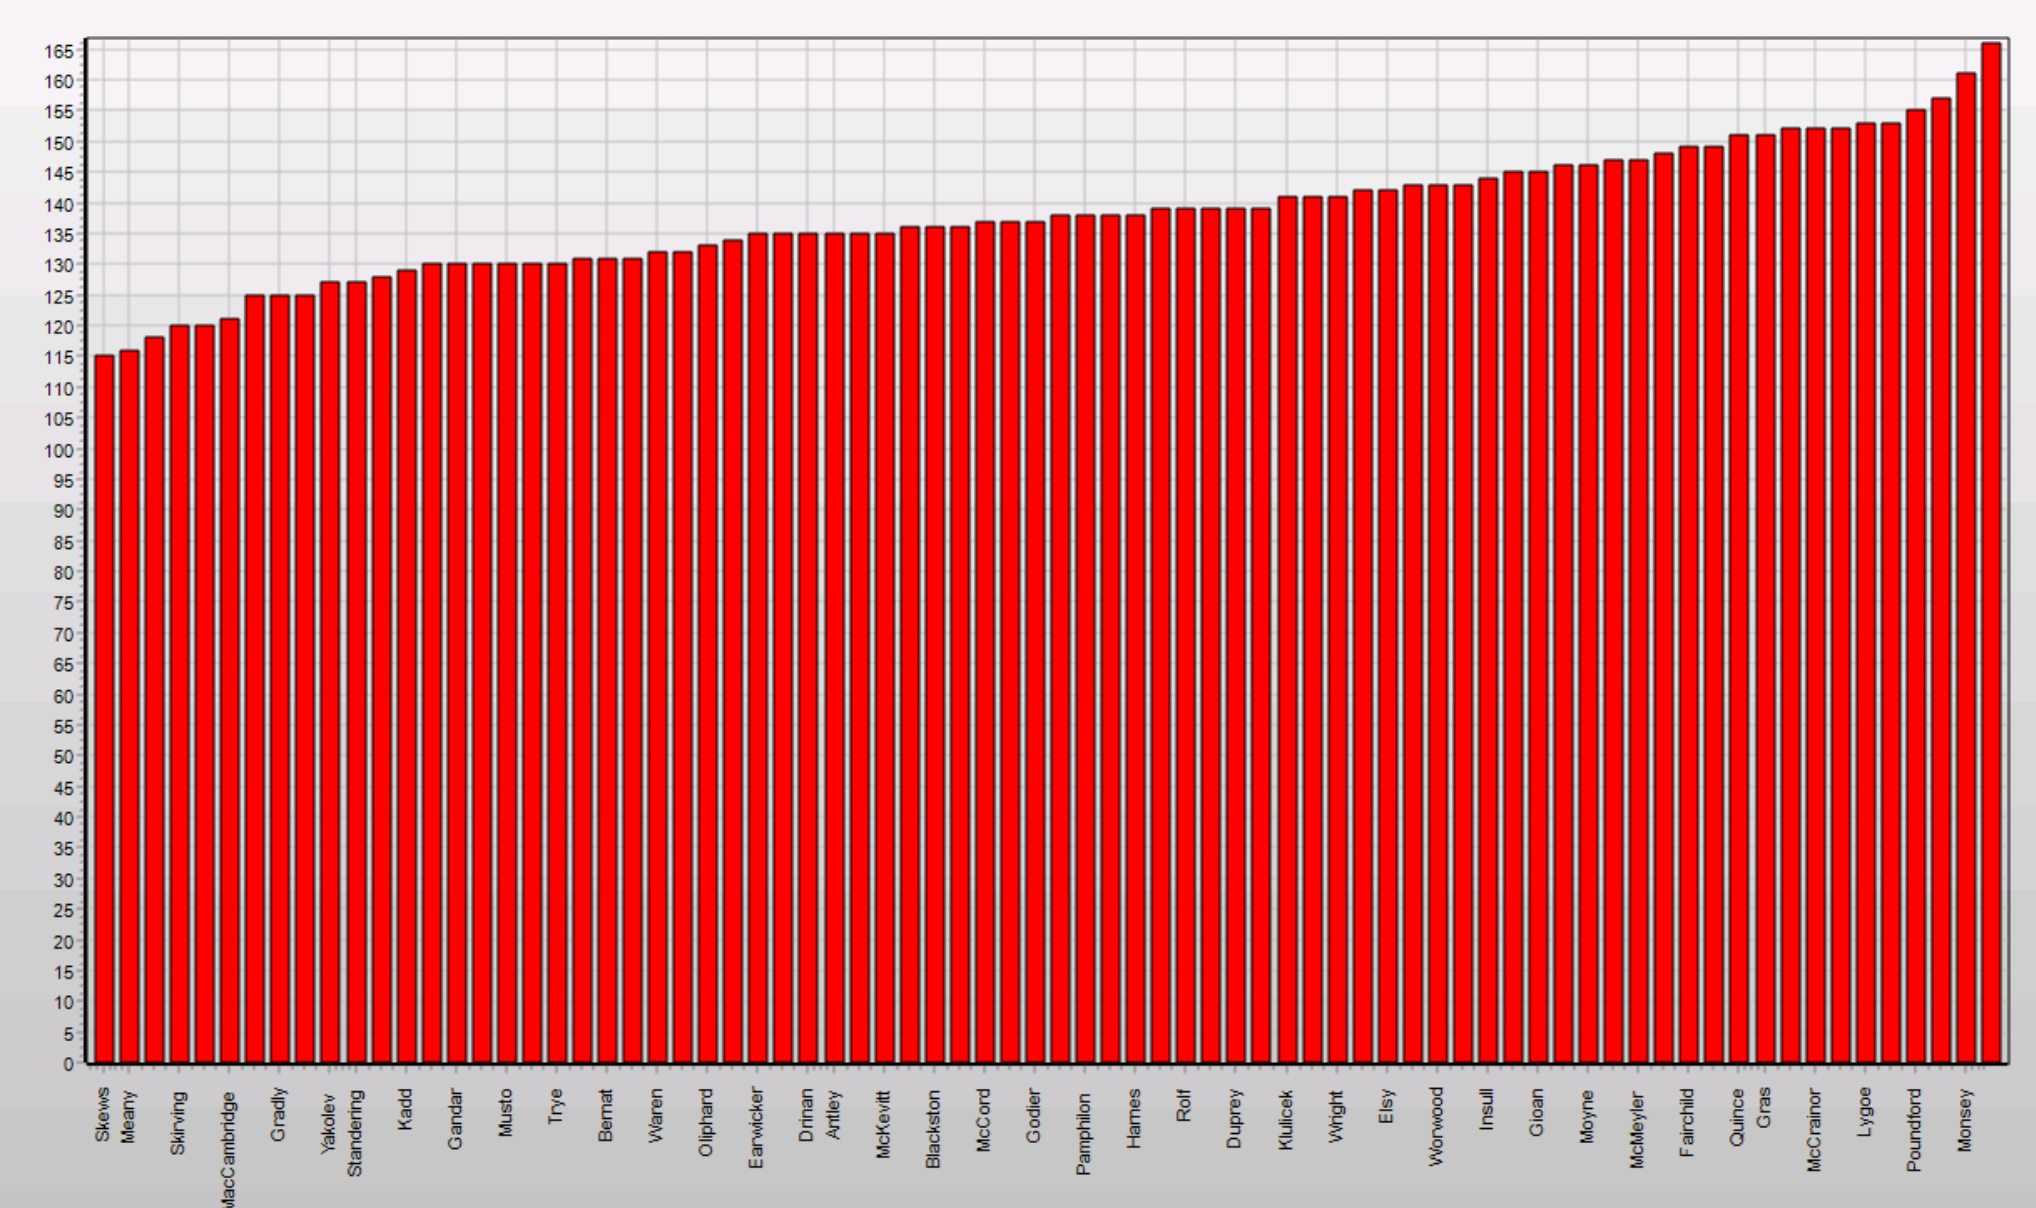 165
160
155
150
145
140
135
130
125
120
115
110
105
100
95
90
85
80
75
70
65
60
55
50
45
40
35
30
25
20
15
10
5
0
Skews
Meany
Skirving
MacCambridge
Gradly
Yakolev
Standering
Kadd
Gandar
Musto
Trye
Bernat
Waren
Oliphard
Earwicker
Driman
Antley
McKevitt
Blackston
McCord
Godier
Pamphilon
Harnes
Rolf
Duprey
Klulicek
Wright
Elsy
Worwood
Insull
Gioan
Moyne
McMeyler
Fairchild
Quince
Gras
McCrainor
Lygoe
Poundford
Monsey